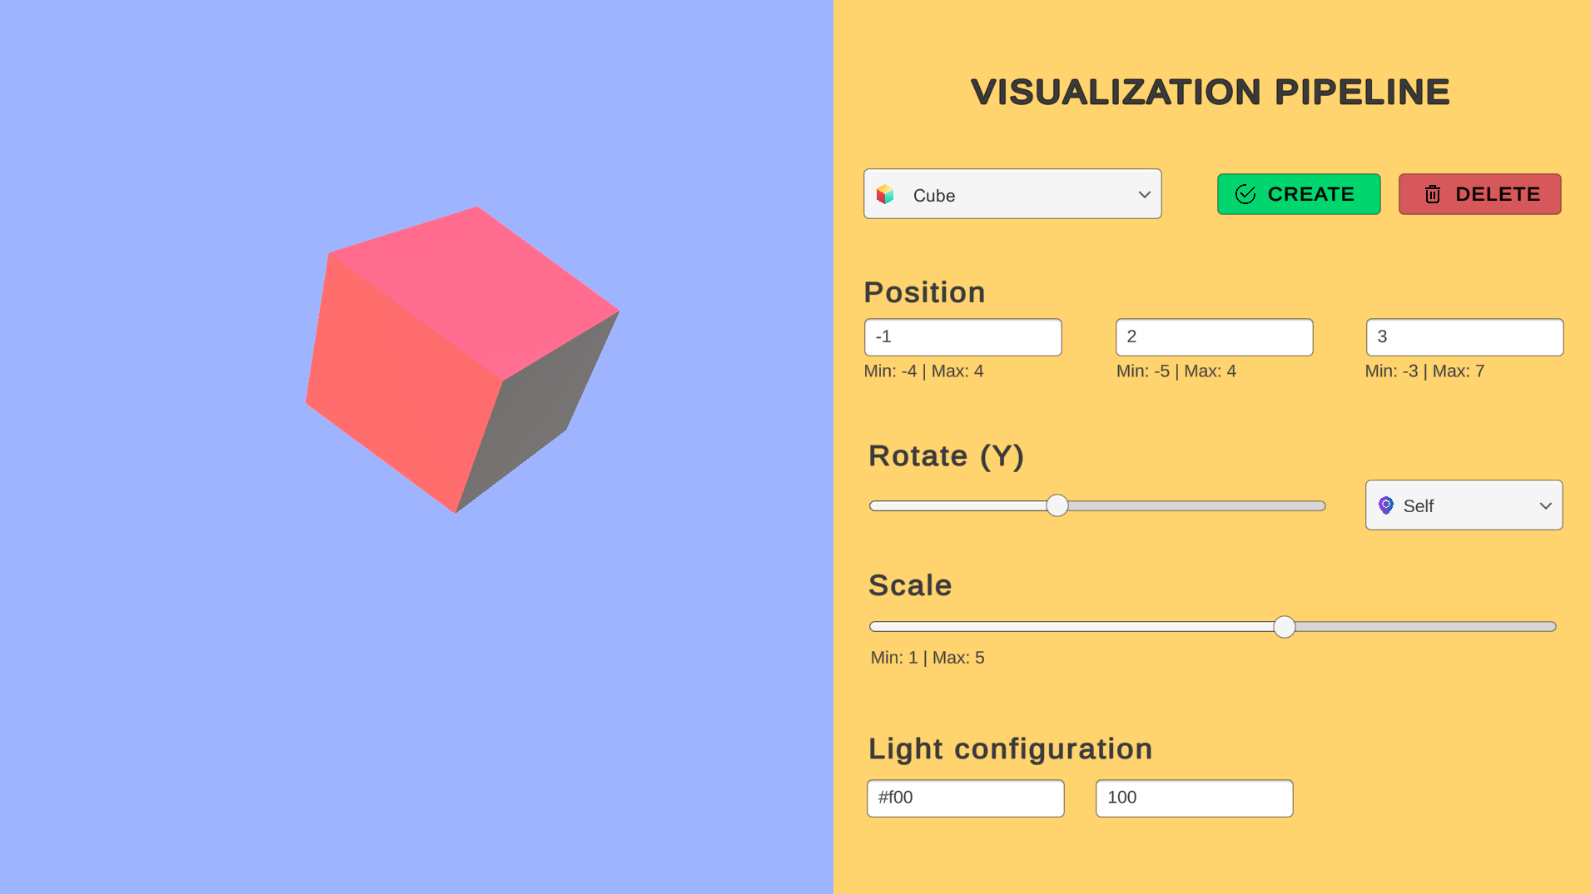 VISUALIZATION PIPELINE
Cube
CREATE
DELETE
Position
-1
2
3
Min: -4 | Max: 4
Min: -5 | Max: 4
Min: -3 | Max: 7
Rotate (Y)
Self
Scale
Min: 1 | Max: 5
Light configuration
#f00
100